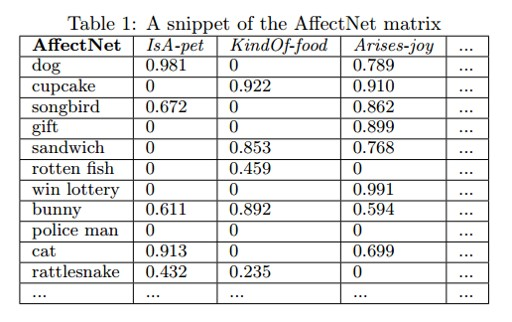 Table 1: A snippet of the AffectNet matrix
AffectNet IsA-pet KindOf-food Arises-joy ...
dog 0.981 0 0.789 ...
cupcake 0 0.922 0.910 ...
songbird 0.672 0 0.862 ...
gift 0 0 0.899 ...
sandwich 0 0.853 0.768 ...
rotten fish 0 0.459 0 ...
win lottery 0 0 0.991 ...
bunny 0.611 0.892 0.594 ...
police man 0 0 0 ...
cat 0.913 0 0.699 ...
rattlesnake 0.432 0.235 0 ...
... ... ... ... ...